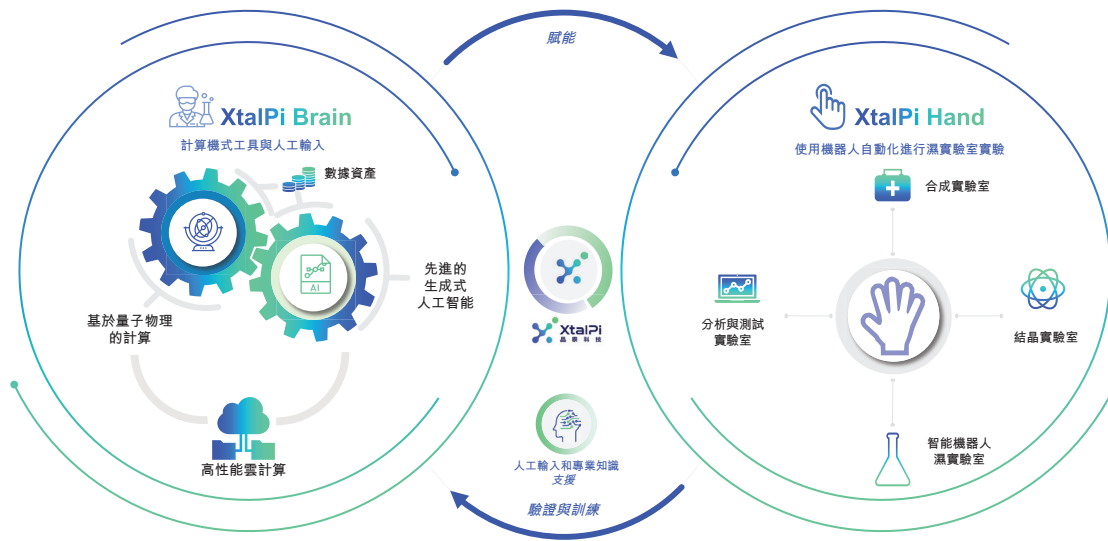 賦能
XtalPi Brain
計算機式工具與人工輸入
數據資產
AI
先進的
生成式
人工智能
基於量子物理
的計算
高性能雲計算
XtalPi
晶泰科技
人工輸入和專業知識
支援
驗證與訓練
XtalPi Hand
使用機器人自動化進行濕實驗室實驗
合成實驗室
分析與測試
實驗室
結晶實驗室
智能機器人
濕實驗室